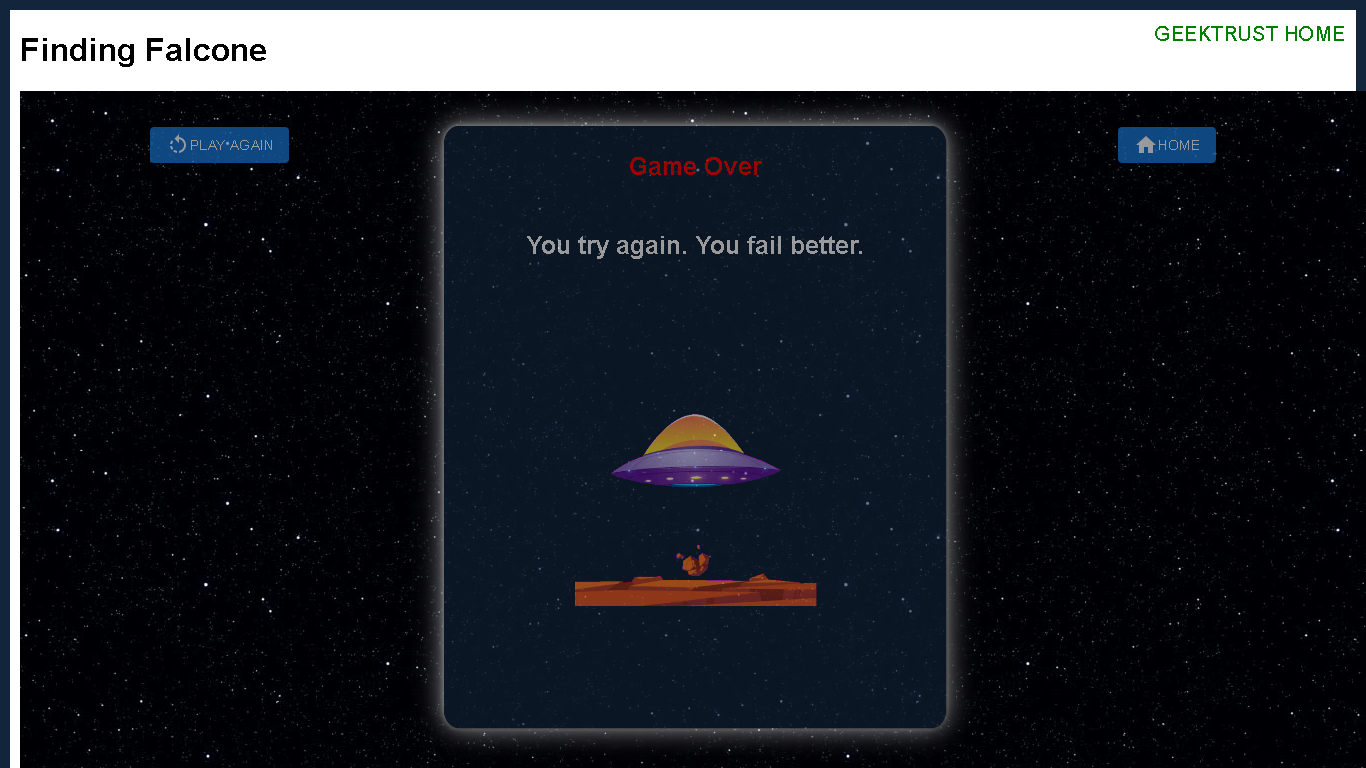 Finding Falcone
GEEKTRUST HOME
PLAY AGAIN
HOME
Game Over
You try again. You fail better.